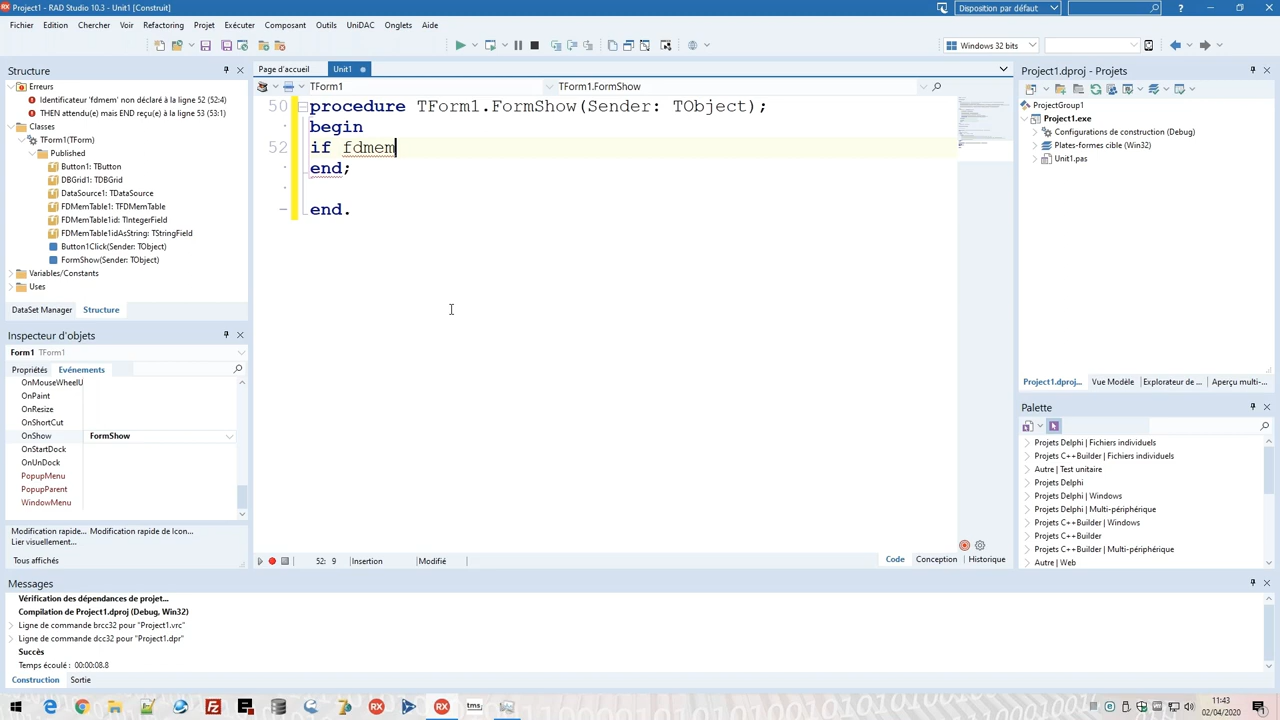 Project1 - RAD Studio 10.3 - Unit1 [Construit]
Disposition par défaut
Fichier Edition Chercher Voir Refactoring Projet Exécuter Composant Outils UniDAC Onglets Aide
Windows 32 bits
Structure
Erreurs
Identificateur 'fdmem' non déclaré à la ligne 52 (52:4)
THEN attendu(e) mais END reçu(e) à la ligne 53 (53:1)
Classes
TForm1(TForm)
Published
Button1: TButton
DBGrid1: TDBGrid
DataSource1: TDataSource
FDMemTable1: TFDMemTable
FDMemTable1id: TIntegerField
FDMemTable1idAsString: TStringField
Button1Click(Sender: TObject)
FormShow(Sender: TObject)
Variables/Constants
Uses
DataSet Manager Structure
Inspecteur d'objets
Form1 TForm1
Propriétés Evénements
OnMouseWheelU
OnPaint
OnResize
OnShortCut
OnShow FormShow
OnStartDock
OnUnDock
PopupMenu
PopupParent
WindowMenu
Modification rapide... Modification rapide de Icon...
Lier visuellement...
Tous affichés
Page d'accueil Unit1
TForm1 TForm1.FormShow
50 procedure TForm1.FormShow(Sender: TObject);
begin
52 if fdmem
end;
end.
52: 9 Insertion Modifié
Code Conception Historique
Project1.dproj - Projets
ProjectGroup1
Project1.exe
Configurations de construction (Debug)
Plates-formes cible (Win32)
Unit1.pas
Project1.dproj... Vue Modèle Explorateur de ... Aperçu multi-...
Palette
Projets Delphi | Fichiers individuels
Projets C++Builder | Fichiers individuels
Autre | Test unitaire
Projets Delphi
Projets Delphi | Windows
Projets Delphi | Multi-périphérique
Projets C++Builder | Windows
Projets C++Builder
Projets C++Builder | Multi-périphérique
Autre | Web
Messages
Vérification des dépendances de projet...
Compilation de Project1.dproj (Debug, Win32)
Ligne de commande brcc32 pour "Project1.vrc"
Ligne de commande dcc32 pour "Project1.dpr"
Succès
Temps écoulé : 00:00:08.8
Construction Sortie
RX RX tms
11:43
02/04/2020